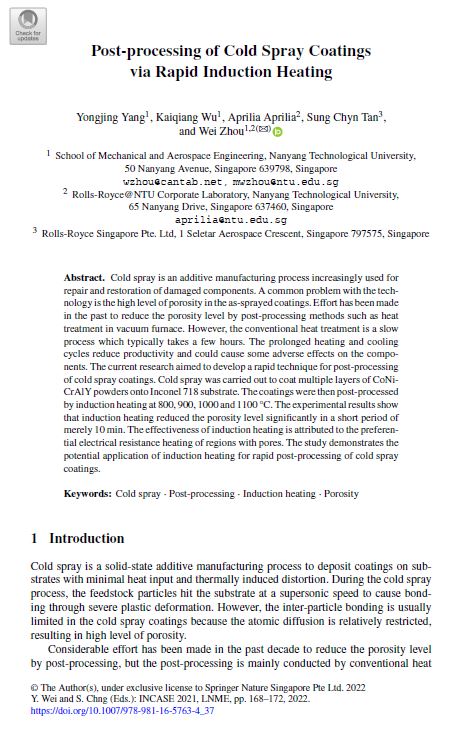 Check for
updates
Post-processing of Cold Spray Coatings
via Rapid Induction Heating
Yongjing Yang1, Kaiqiang Wu1, Aprilia Aprilia2, Sung Chyn Tan3,
and Wei Zhou1,2(✉)
1 School of Mechanical and Aerospace Engineering, Nanyang Technological University,
50 Nanyang Avenue, Singapore 639798, Singapore
wzhou@cantab.net, mwzhou@ntu.edu.sg
2 Rolls-Royce@NTU Corporate Laboratory, Nanyang Technological University,
65 Nanyang Drive, Singapore 637460, Singapore
aprilia@ntu.edu.sg
3 Rolls-Royce Singapore Pte. Ltd, 1 Seletar Aerospace Crescent, Singapore 797575, Singapore
Abstract. Cold spray is an additive manufacturing process increasingly used for
repair and restoration of damaged components. A common problem with the tech-
nology is the high level of porosity in the as-sprayed coatings. Effort has been made
in the past to reduce the porosity level by post-processing methods such as heat
treatment in vacuum furnace. However, the conventional heat treatment is a slow
process which typically takes a few hours. The prolonged heating and cooling
cycles reduce productivity and could cause some adverse effects on the compo-
nents. The current research aimed to develop a rapid technique for post-processing
of cold spray coatings. Cold spray was carried out to coat multiple layers of CoNi-
CrAlY powders onto Inconel 718 substrate. The coatings were then post-processed
by induction heating at 800, 900, 1000 and 1100 °C. The experimental results show
that induction heating reduced the porosity level significantly in a short period of
merely 10 min. The effectiveness of induction heating is attributed to the preferen-
tial electrical resistance heating of regions with pores. The study demonstrates the
potential application of induction heating for rapid post-processing of cold spray
coatings.
Keywords: Cold spray · Post-processing · Induction heating · Porosity
1 Introduction
Cold spray is a solid-state additive manufacturing process to deposit coatings on sub-
strates with minimal heat input and thermally induced distortion. During the cold spray
process, the feedstock particles hit the substrate at a supersonic speed to cause bond-
ing through severe plastic deformation. However, the inter-particle bonding is usually
limited in the cold spray coatings because the atomic diffusion is relatively restricted,
resulting in high level of porosity.
Considerable effort has been made in the past decade to reduce the porosity level
by post-processing, but the post-processing is mainly conducted by conventional heat
© The Author(s), under exclusive license to Springer Nature Singapore Pte Ltd. 2022
Y. Wei and S. Chng (Eds.): INCASE 2021, LNME, pp. 168–172, 2022.
https://doi.org/10.1007/978-981-16-5763-4_37